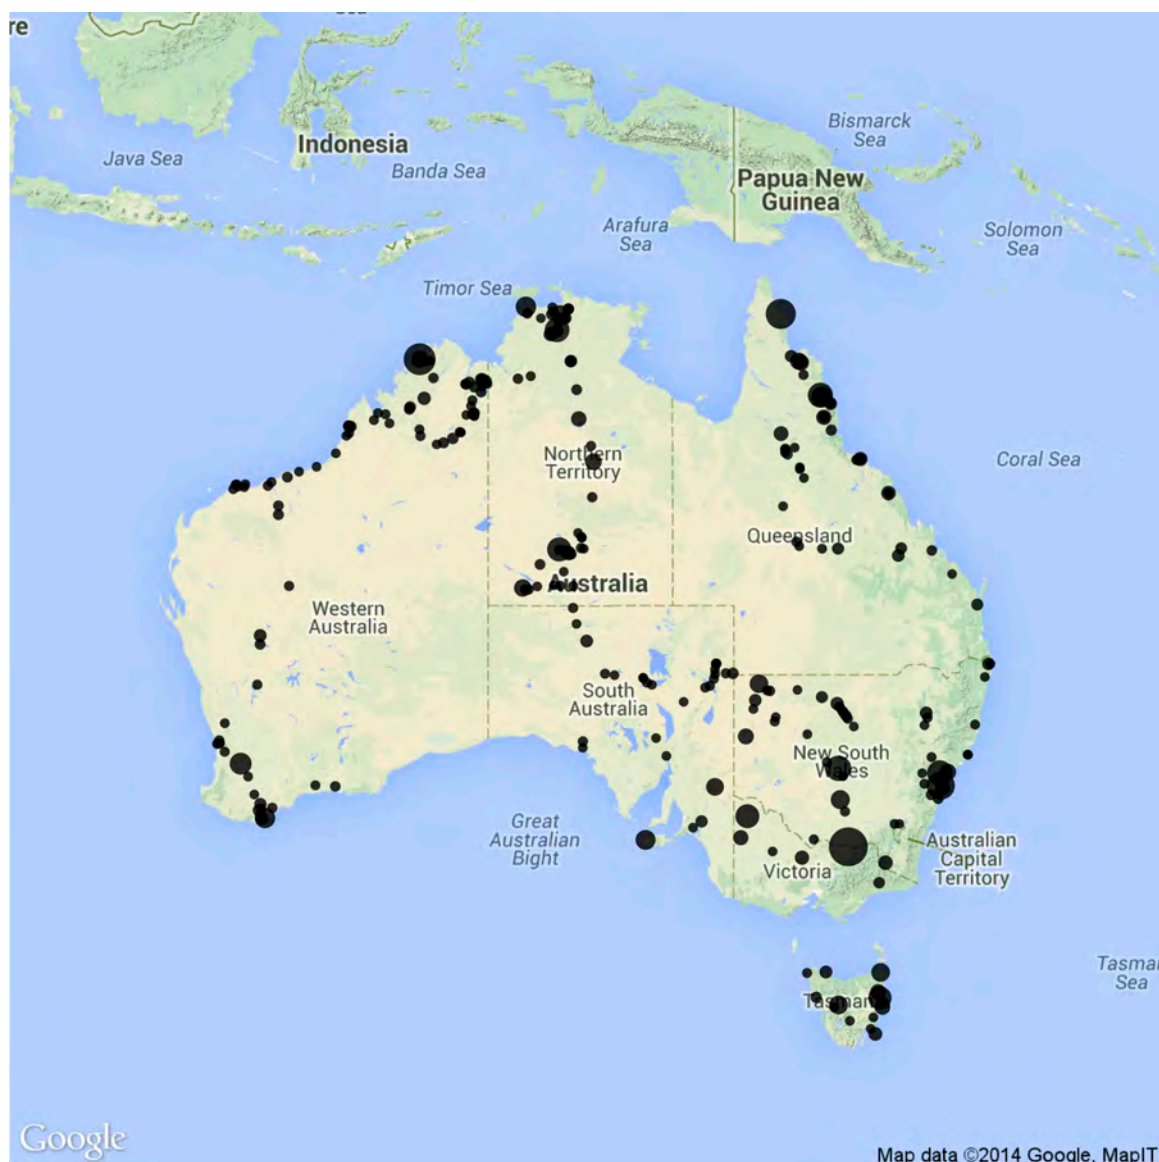 re
Sea
Java Sea
Indonesia
Banda Sea
Bismarck
Sea
Papua New
Guinea
Arafura
Sea
Solomon
Sea
Timor Sea
Coral Sea
Northern
Territory
Queensland
Australia
Western
Australia
South
Australia
New South
Wales
Great
Australian
Bight
Victoria
Australian
Capital
Territory
Tasma
Sea
Tasman
Google
Map data ©2014 Google, MapIT